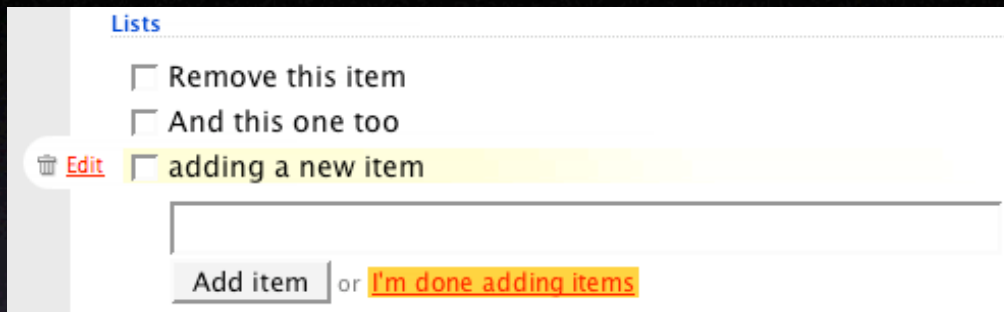 Lists
Remove this item
And this one too
Edit adding a new item
Add item or I'm done adding items